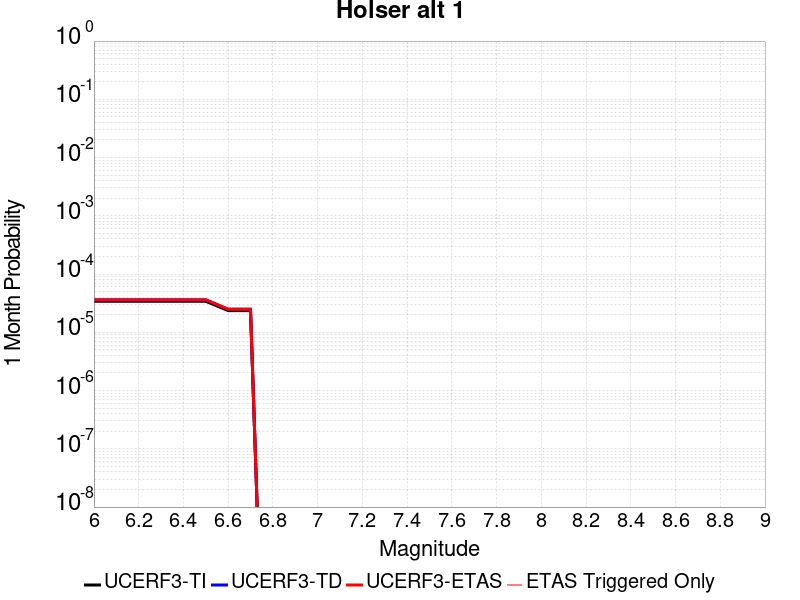 Holser alt 1
10^0
10^-1
10^-2
10^-3
10^-4
10^-5
10^-6
10^-7
10^-8
1 Month Probability
6 6.2 6.4 6.6 6.8 7 7.2 7.4 7.6 7.8 8 8.2 8.4 8.6 8.8 9
Magnitude
UCERF3-TI UCERF3-TD UCERF3-ETAS ETAS Triggered Only